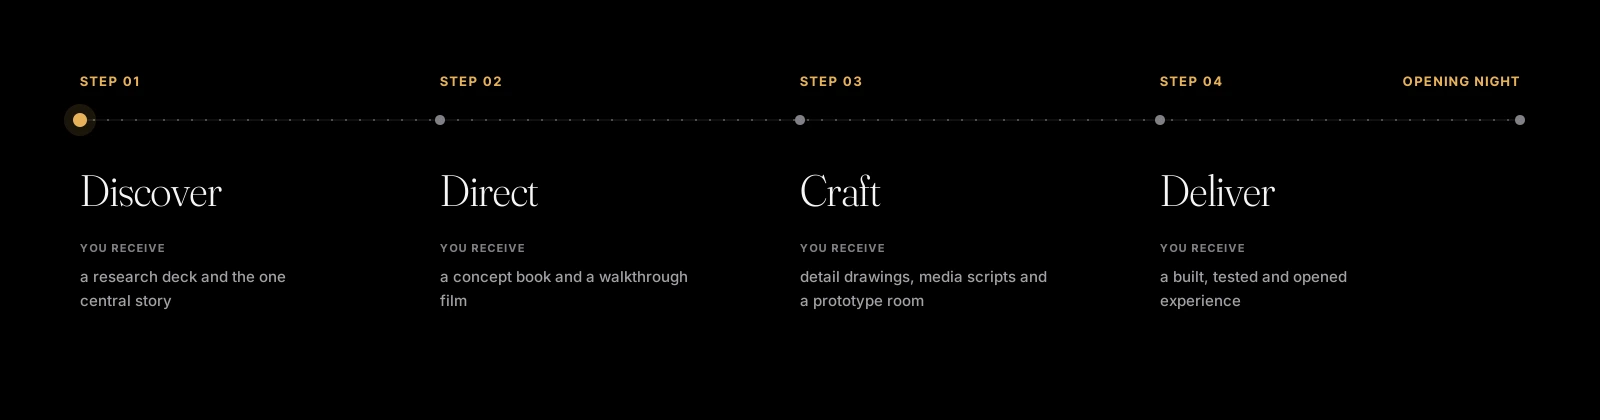 STEP 01
STEP 02
STEP 03
STEP 04
OPENING NIGHT
Discover
YOU RECEIVE
a research deck and the one
central story
Direct
YOU RECEIVE
a concept book and a walkthrough
film
Craft
YOU RECEIVE
detail drawings, media scripts and
a prototype room
Deliver
YOU RECEIVE
a built, tested and opened
experience